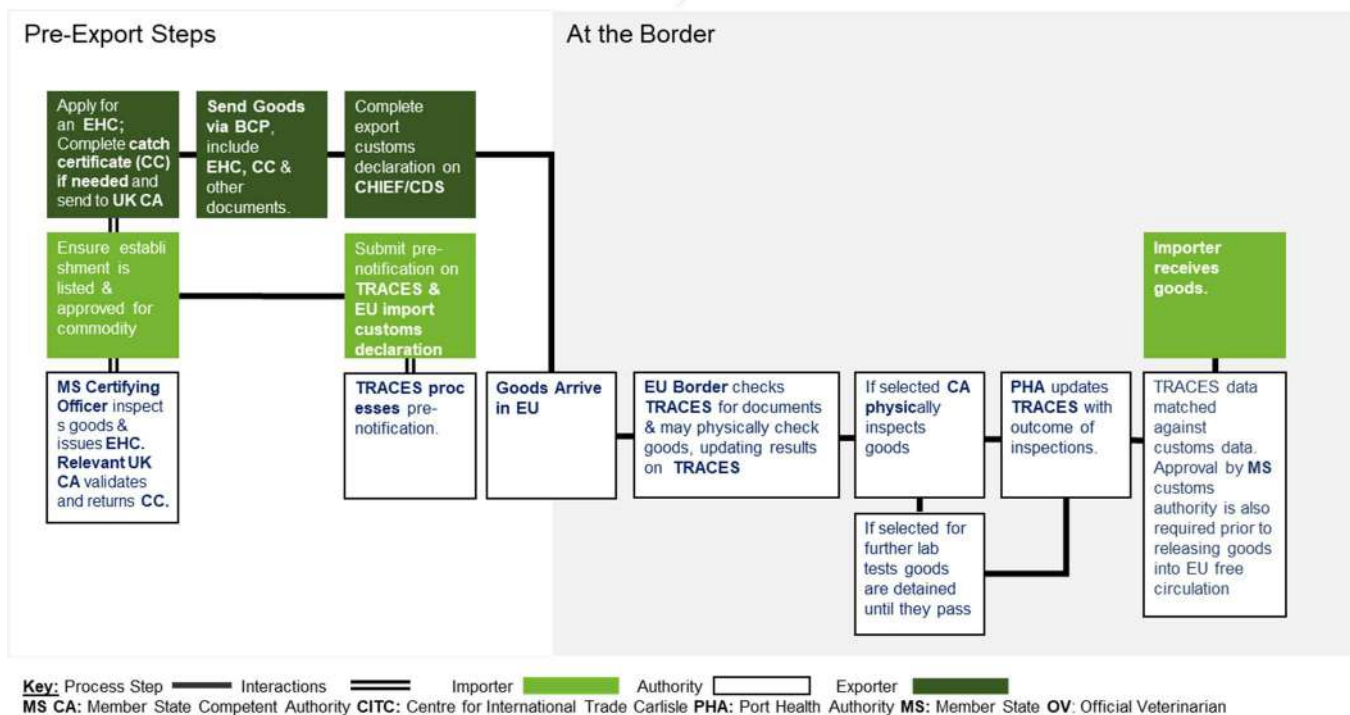 Pre-Export Steps
At the Border
Apply for
an EHC;
Complete catch
certificate (CC)
if needed and
send to UK CA
Send Goods
via BCP,
include
EHC, CC &
other
documents.
Complete
export
customs
declaration on
CHIEF/CDS
Ensure establi
shment is
listed &
approved for
commodity
Submit pre-
notification on
TRACES &
EU import
customs
declaration
Importer
receives
goods.
MS Certifying
Officer inspect
s goods &
issues EHC.
Relevant UK
CA validates
and returns CC.
TRACES proc
esses pre-
notification.
Goods Arrive
in EU
EU Border checks
TRACES for documents
& may physically check
goods, updating results
on TRACES
If selected CA
physically
inspects
goods
PHA updates
TRACES with
outcome of
inspections.
TRACES data
matched
against
customs data.
Approval by MS
customs
authority is also
required prior to
releasing goods
into EU free
circulation
If selected for
further lab
tests goods
are detained
until they pass
Key: Process Step Interactions Importer Authority Exporter
MS CA: Member State Competent Authority CITC: Centre for International Trade Carlisle PHA: Port Health Authority MS: Member State OV: Official Veterinarian